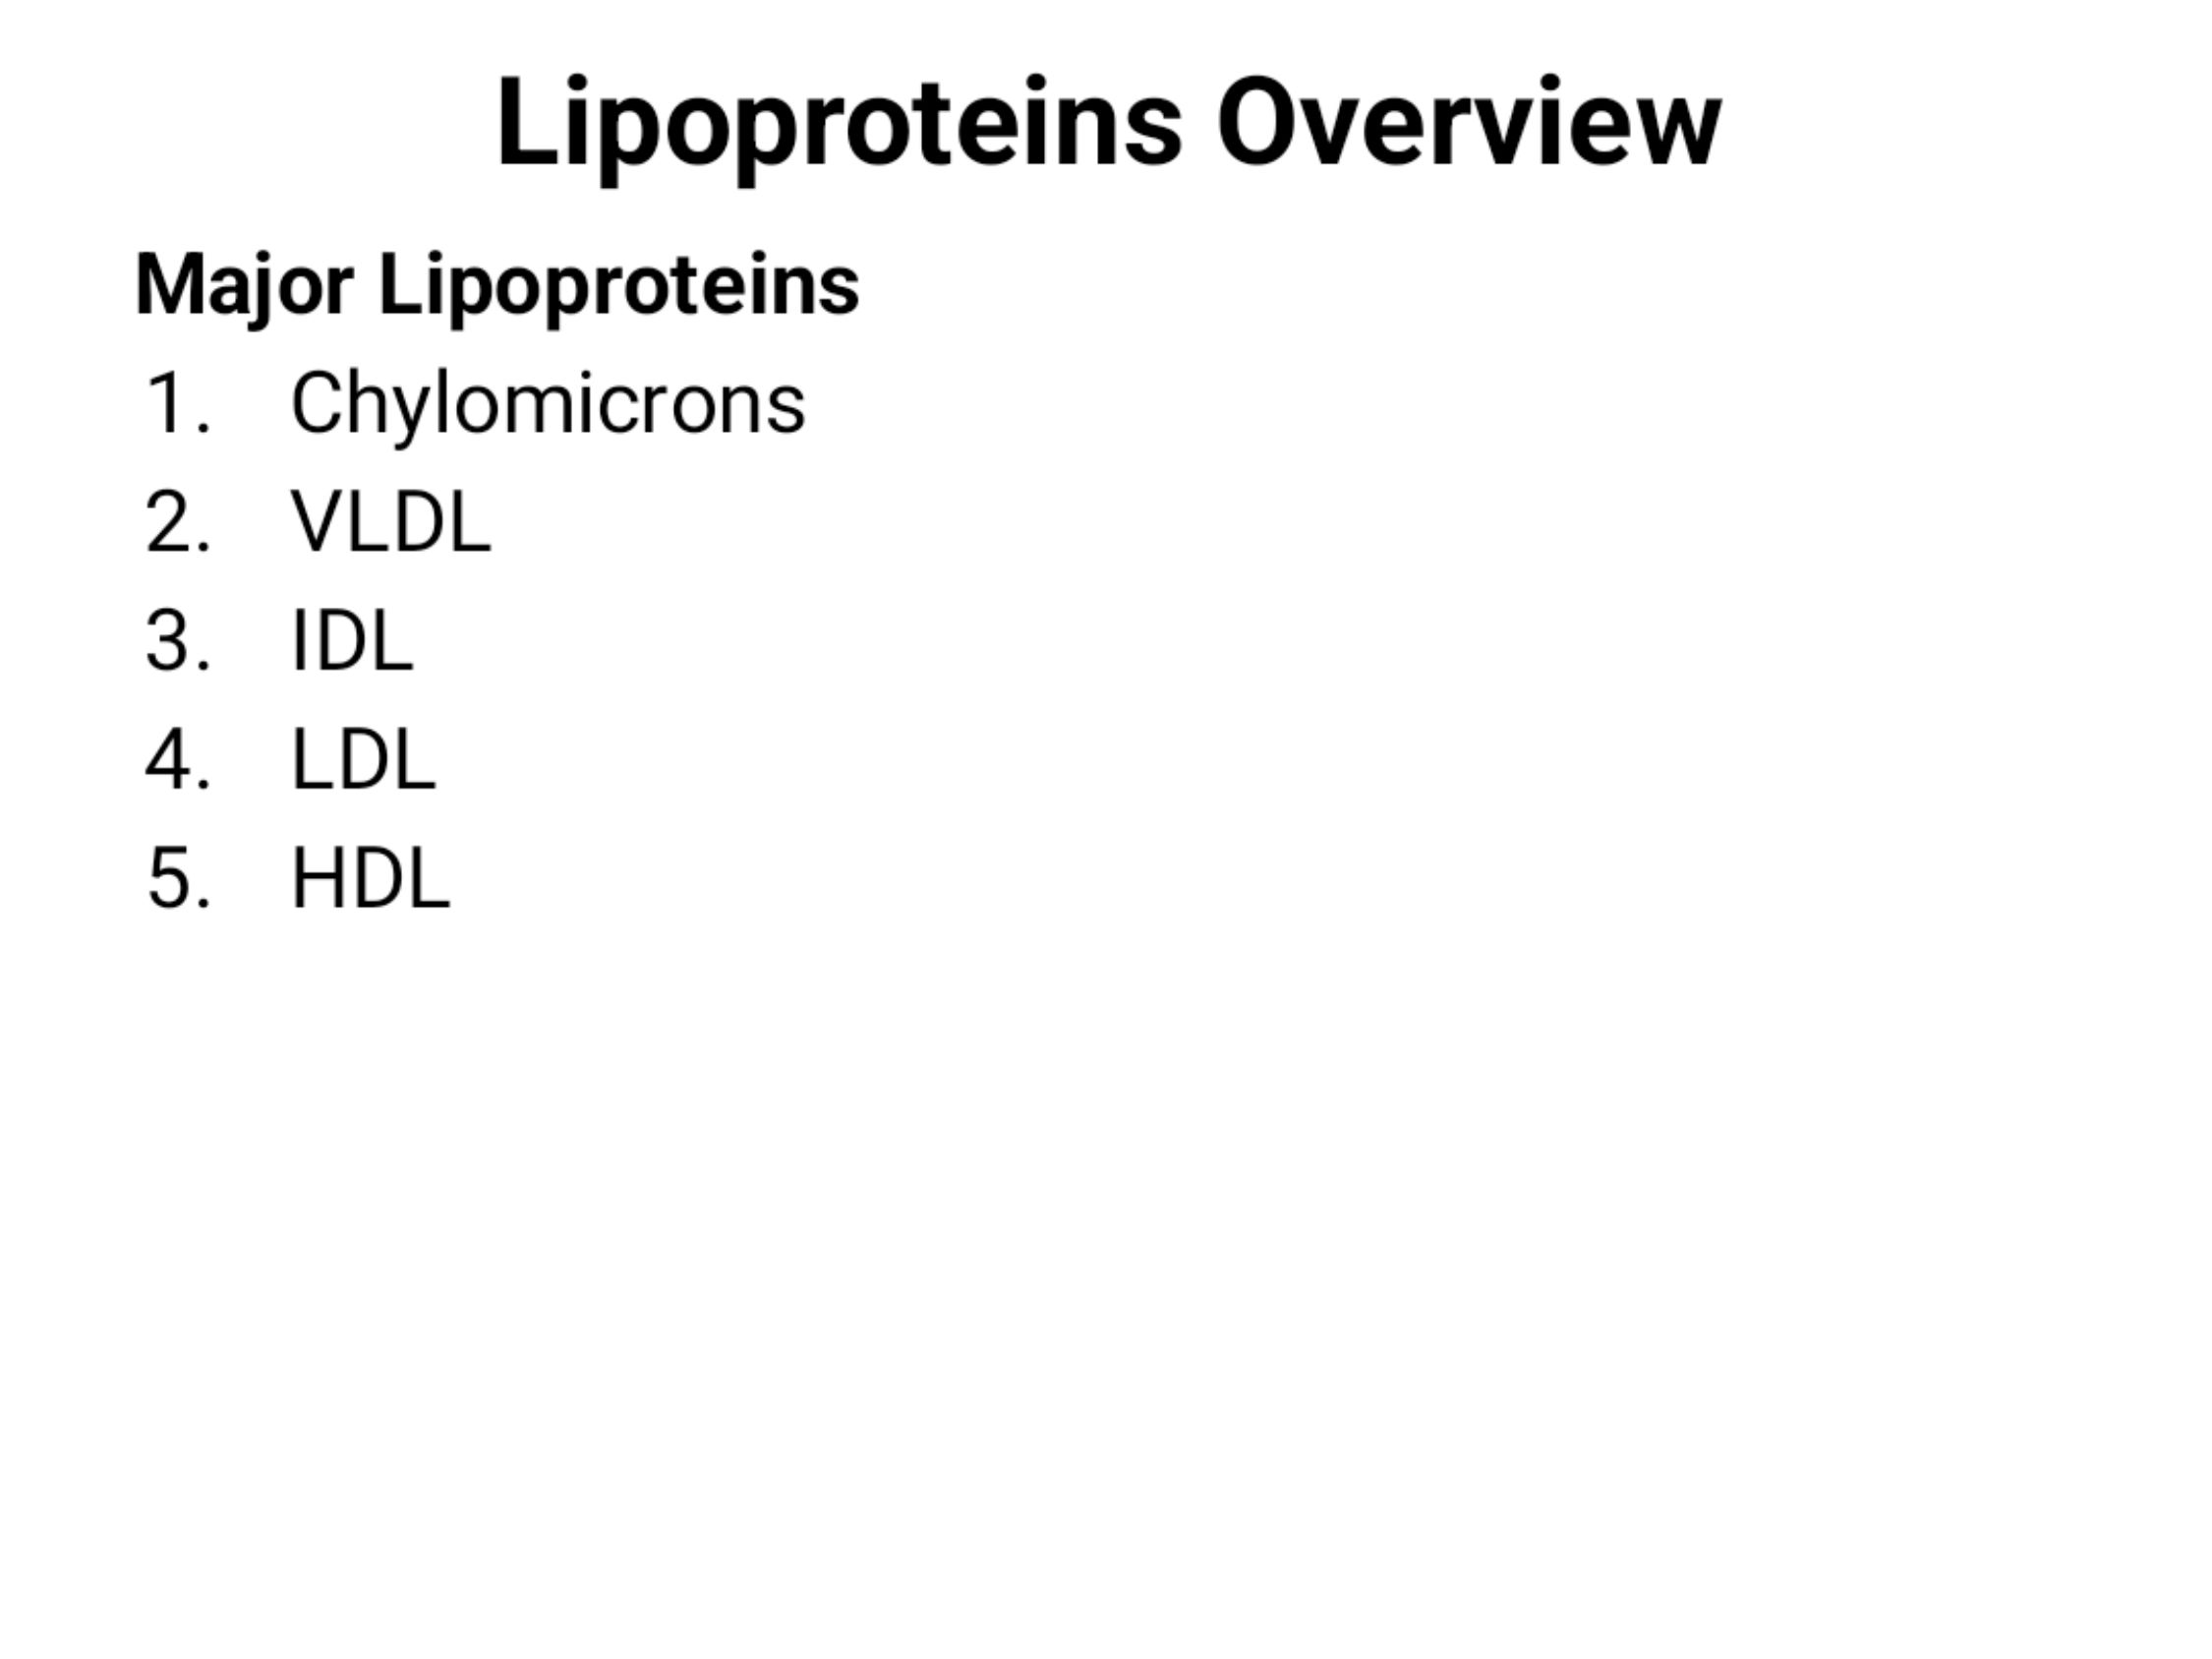 Lipoproteins Overview
Major Lipoproteins
1. Chylomicrons
2. VLDL
3. IDL
4. LDL
5. HDL